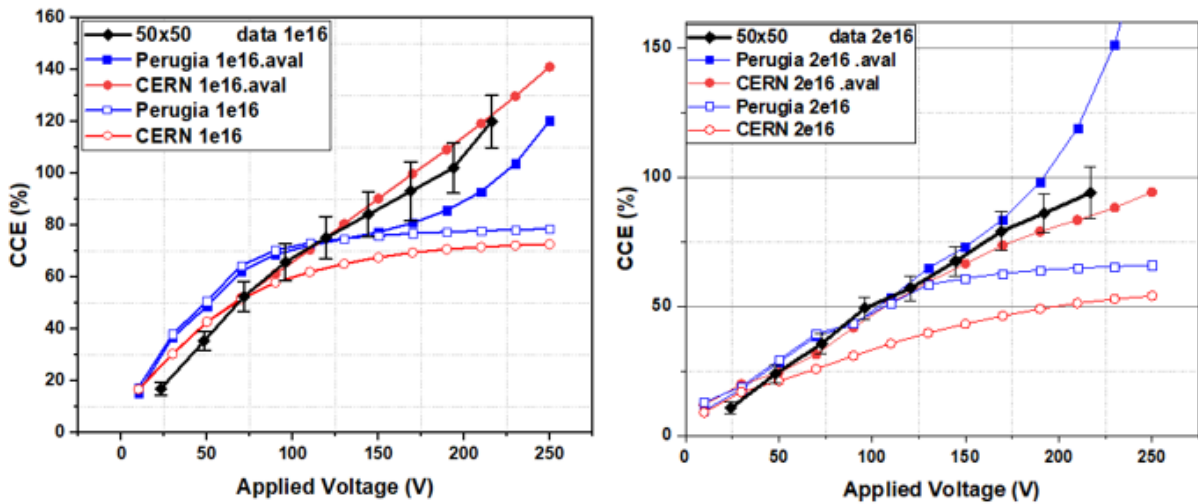 160
140
120
100
80
60
40
20
0
CCE (%)
50x50 data 1e16
Perugia 1e16.aval
CERN 1e16.aval
Perugia 1e16
CERN 1e16
0 50 100 150 200 250
Applied Voltage (V)
150
100
50
0
CCE (%)
50x50 data 2e16
Perugia 2e16 .aval
CERN 2e16 .aval
Perugia 2e16
CERN 2e16
0 50 100 150 200 250
Applied Voltage (V)